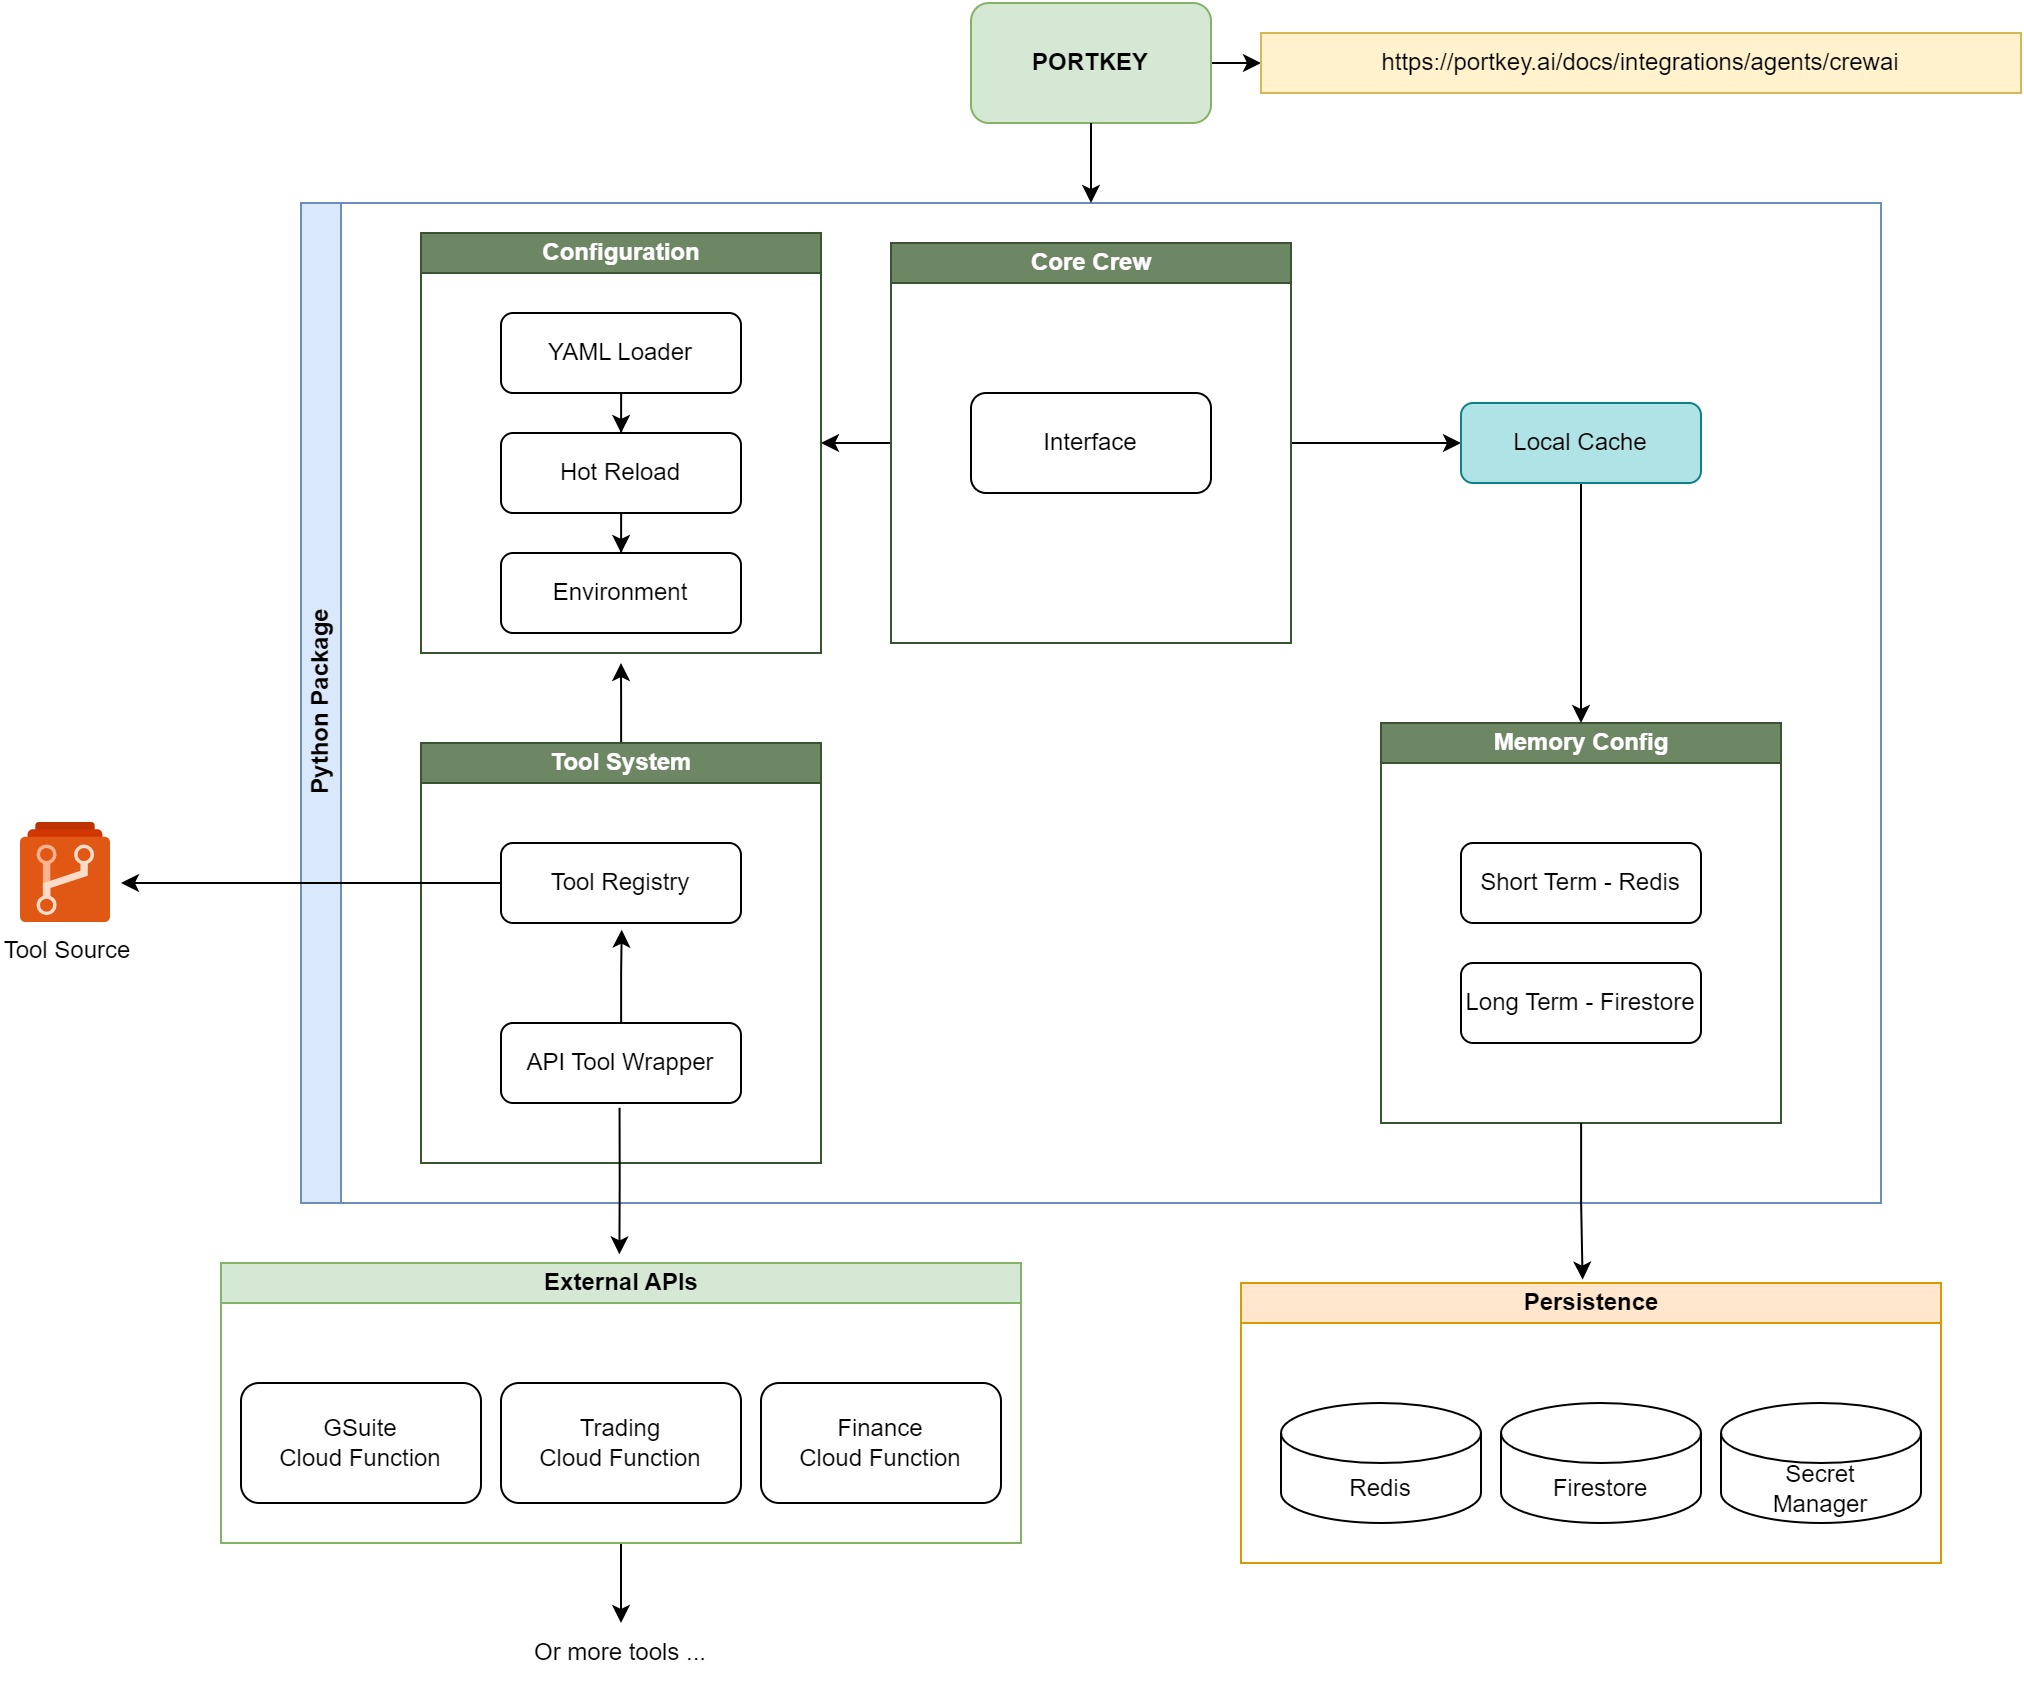 PORTKEY
https://portkey.ai/docs/integrations/agents/crewai
Python Package
Configuration
YAML Loader
Hot Reload
Environment
Core Crew
Interface
Local Cache
Tool System
Tool Registry
API Tool Wrapper
Tool Source
Memory Config
Short Term - Redis
Long Term - Firestore
External APIs
GSuite
Cloud Function
Trading
Cloud Function
Finance
Cloud Function
Or more tools ...
Persistence
Redis
Firestore
Secret
Manager